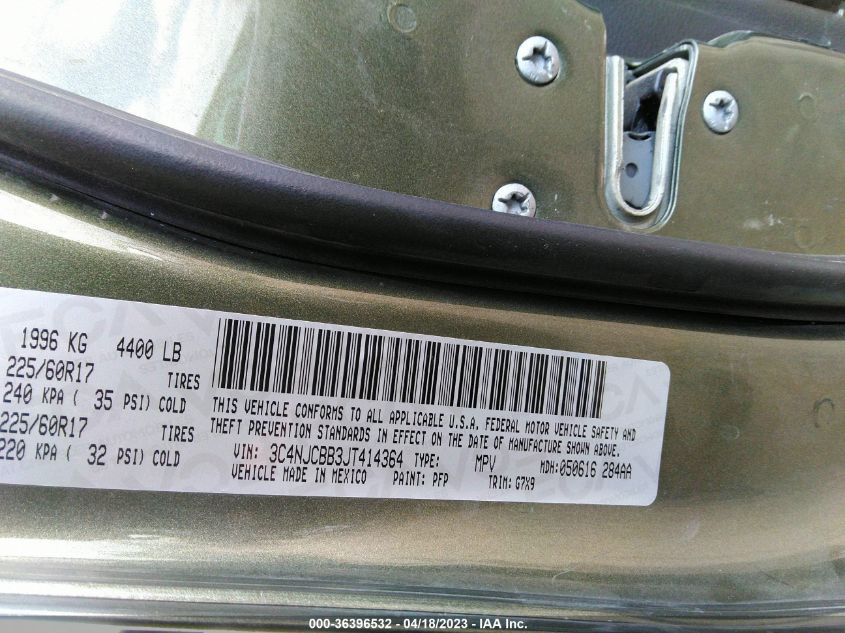 1996 KG 4400 LB
225/60R17 TIRES
240 KPA ( 35 PSI) COLD
225/60R17 TIRES
220 KPA ( 32 PSI) COLD
THIS VEHICLE CONFORMS TO ALL APPLICABLE U.S.A. FEDERAL MOTOR VEHICLE SAFETY AND
THEFT PREVENTION STANDARDS IN EFFECT ON THE DATE OF MANUFACTURE SHOWN ABOVE.
VIN: 3C4NJCBB3JT414364 TYPE: MPV MDH:050616 284AA
VEHICLE MADE IN MEXICO PAINT: PFP TRIM: G7X9
000-36396532 - 04/18/2023 - IAA Inc.